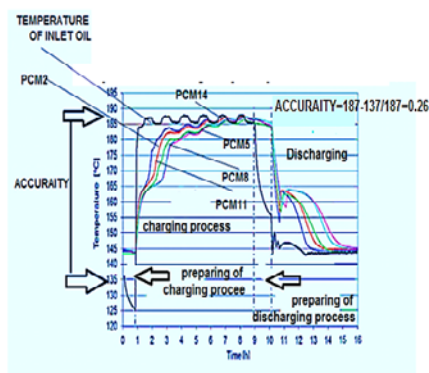 TEMPERATURE
OF INLET OIL
PCM2
PCM14
ACCURAITY=187-137/187=0.26
PCM5
Discharging
PCM8
ACCURAITY
PCM11
Temperature [°C]
charging process
preparing of
charging procee
preparing of
discharging process
195
190
185
180
175
170
165
160
155
150
145
140
135
130
125
120
0 1 2 3 4 5 6 7 8 9 10 11 12 13 14 15 16
Time[h]